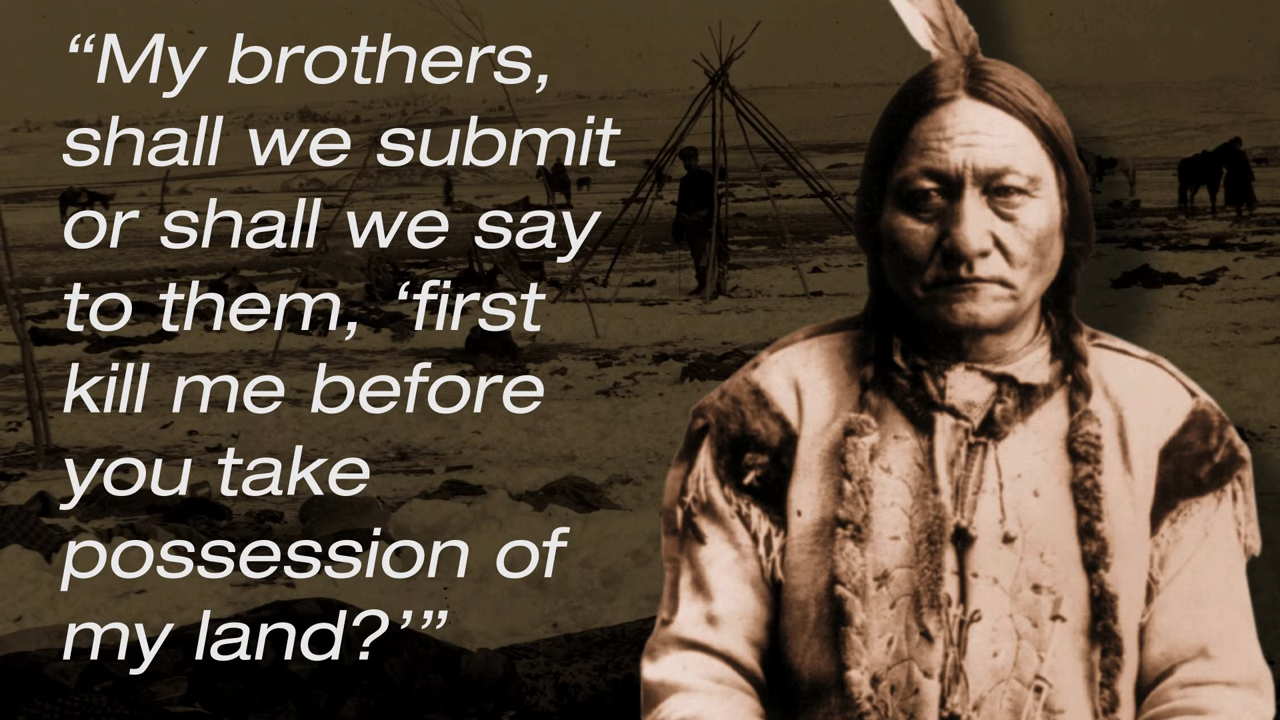 “My brothers,
shall we submit
or shall we say
to them, ‘first
kill me before
you take
possession of
my land?’”